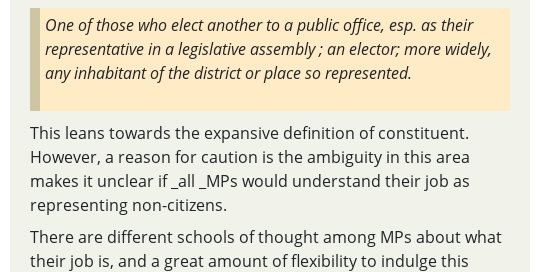 One of those who elect another to a public office, esp. as their
representative in a legislative assembly ; an elector; more widely,
any inhabitant of the district or place so represented.
This leans towards the expansive definition of constituent.
However, a reason for caution is the ambiguity in this area
makes it unclear if _all _MPs would understand their job as
representing non-citizens.
There are different schools of thought among MPs about what
their job is, and a great amount of flexibility to indulge this